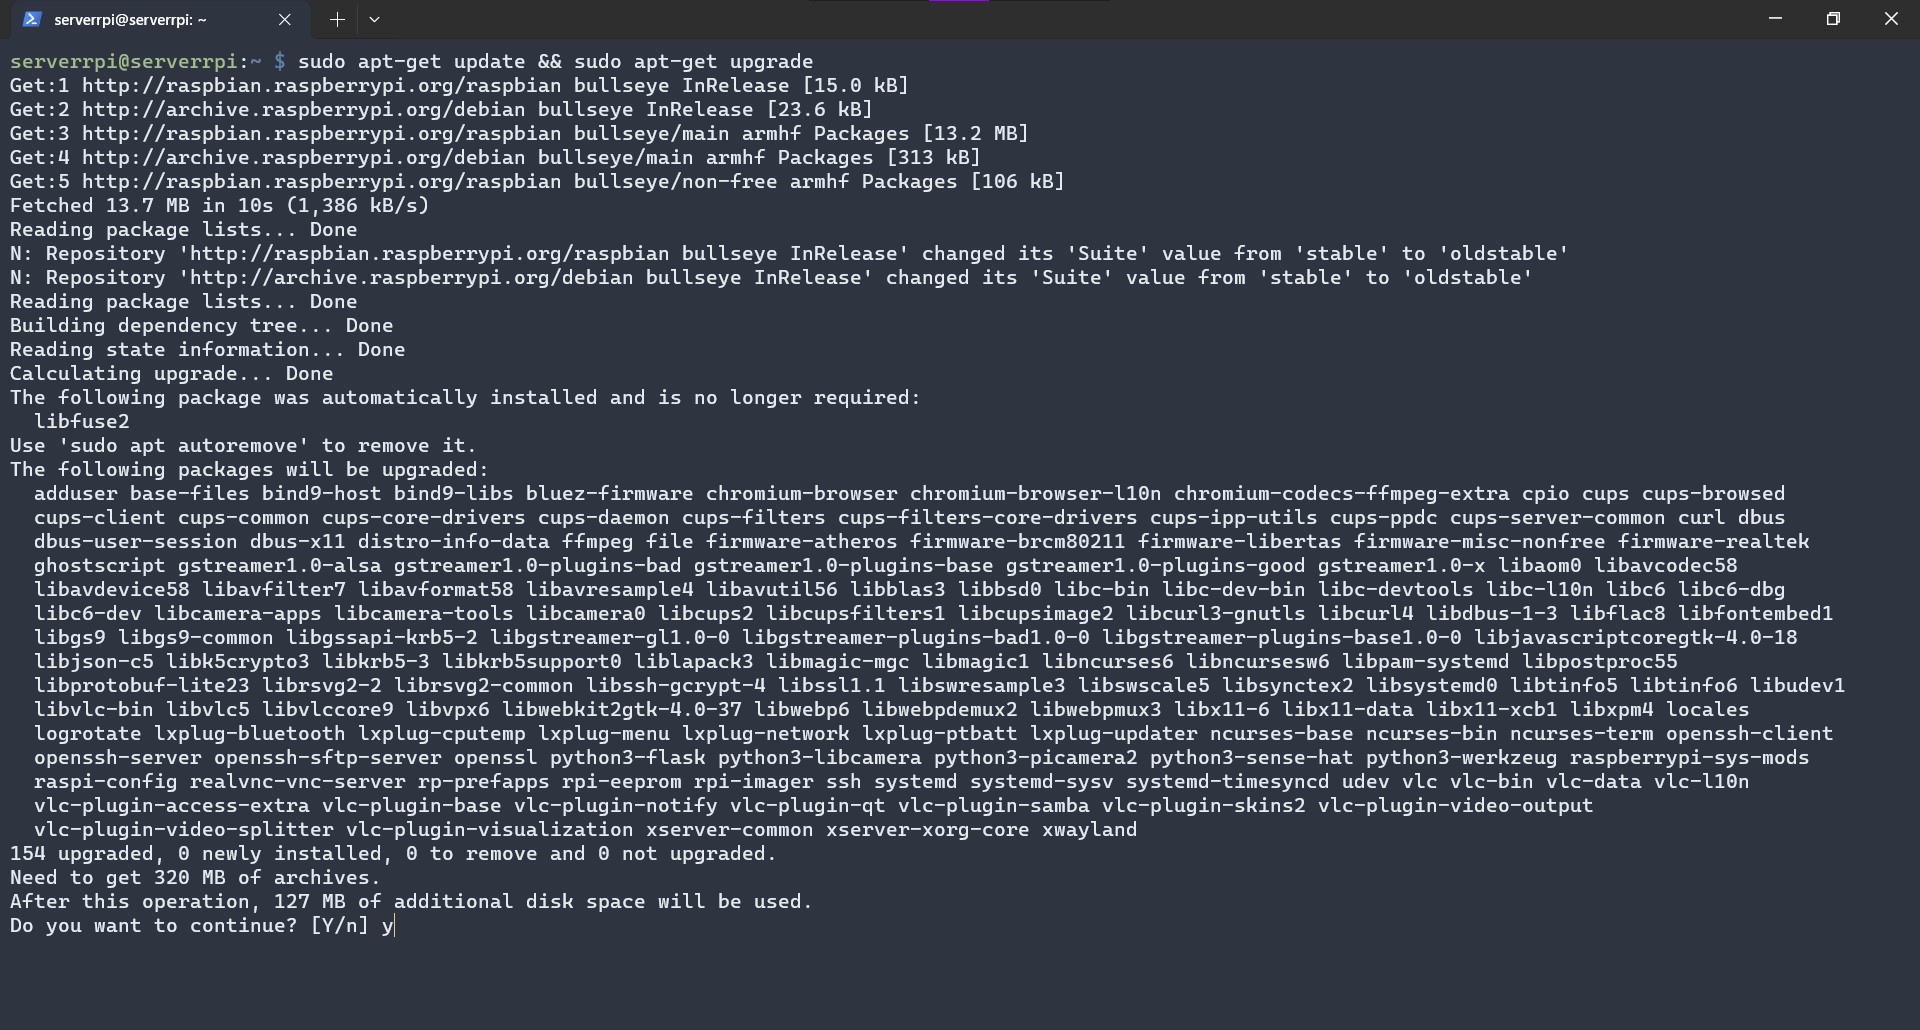 serverrpi@serverrpi: ~
serverrpi@serverrpi:~ $ sudo apt-get update && sudo apt-get upgrade
Get:1 http://raspbian.raspberrypi.org/raspbian bullseye InRelease [15.0 kB]
Get:2 http://archive.raspberrypi.org/debian bullseye InRelease [23.6 kB]
Get:3 http://raspbian.raspberrypi.org/raspbian bullseye/main armhf Packages [13.2 MB]
Get:4 http://archive.raspberrypi.org/debian bullseye/main armhf Packages [313 kB]
Get:5 http://raspbian.raspberrypi.org/raspbian bullseye/non-free armhf Packages [106 kB]
Fetched 13.7 MB in 10s (1,386 kB/s)
Reading package lists... Done
N: Repository 'http://raspbian.raspberrypi.org/raspbian bullseye InRelease' changed its 'Suite' value from 'stable' to 'oldstable'
N: Repository 'http://archive.raspberrypi.org/debian bullseye InRelease' changed its 'Suite' value from 'stable' to 'oldstable'
Reading package lists... Done
Building dependency tree... Done
Reading state information... Done
Calculating upgrade... Done
The following package was automatically installed and is no longer required:
libfuse2
Use 'sudo apt autoremove' to remove it.
The following packages will be upgraded:
adduser base-files bind9-host bind9-libs bluez-firmware chromium-browser chromium-browser-l10n chromium-codecs-ffmpeg-extra cpio cups cups-browsed
cups-client cups-common cups-core-drivers cups-daemon cups-filters cups-filters-core-drivers cups-ipp-utils cups-ppdc cups-server-common curl dbus
dbus-user-session dbus-x11 distro-info-data ffmpeg file firmware-atheros firmware-brcm80211 firmware-libertas firmware-misc-nonfree firmware-realtek
ghostscript gstreamer1.0-alsa gstreamer1.0-plugins-bad gstreamer1.0-plugins-base gstreamer1.0-plugins-good gstreamer1.0-x libaom0 libavcodec58
libavdevice58 libavfilter7 libavformat58 libavresample4 libavutil56 libblas3 libbsd0 libc-bin libc-dev-bin libc-devtools libc-l10n libc6 libc6-dbg
libc6-dev libcamera-apps libcamera-tools libcamera0 libcups2 libcupsfilters1 libcupsimage2 libcurl3-gnutls libcurl4 libdbus-1-3 libflac8 libfontembed1
libgs9 libgs9-common libgssapi-krb5-2 libgstreamer-gl1.0-0 libgstreamer-plugins-bad1.0-0 libgstreamer-plugins-base1.0-0 libjavascriptcoregtk-4.0-18
libjson-c5 libk5crypto3 libkrb5-3 libkrb5support0 liblapack3 libmagic-mgc libmagic1 libncurses6 libncursesw6 libpam-systemd libpostproc55
libprotobuf-lite23 librsvg2-2 librsvg2-common libssh-gcrypt-4 libssl1.1 libswresample3 libswscale5 libsynctex2 libsystemd0 libtinfo5 libtinfo6 libudev1
libvlc-bin libvlc5 libvlccore9 libvpx6 libwebkit2gtk-4.0-37 libwebp6 libwebpdemux2 libwebpmux3 libx11-6 libx11-data libx11-xcb1 libxpm4 locales
logrotate lxplug-bluetooth lxplug-cputemp lxplug-menu lxplug-network lxplug-ptbatt lxplug-updater ncurses-base ncurses-bin ncurses-term openssh-client
openssh-server openssh-sftp-server openssl python3-flask python3-libcamera python3-picamera2 python3-sense-hat python3-werkzeug raspberrypi-sys-mods
raspi-config realvnc-vnc-server rp-prefapps rpi-eeprom rpi-imager ssh systemd systemd-sysv systemd-timesyncd udev vlc vlc-bin vlc-data vlc-l10n
vlc-plugin-access-extra vlc-plugin-base vlc-plugin-notify vlc-plugin-qt vlc-plugin-samba vlc-plugin-skins2 vlc-plugin-video-output
vlc-plugin-video-splitter vlc-plugin-visualization xserver-common xserver-xorg-core xwayland
154 upgraded, 0 newly installed, 0 to remove and 0 not upgraded.
Need to get 320 MB of archives.
After this operation, 127 MB of additional disk space will be used.
Do you want to continue? [Y/n] y